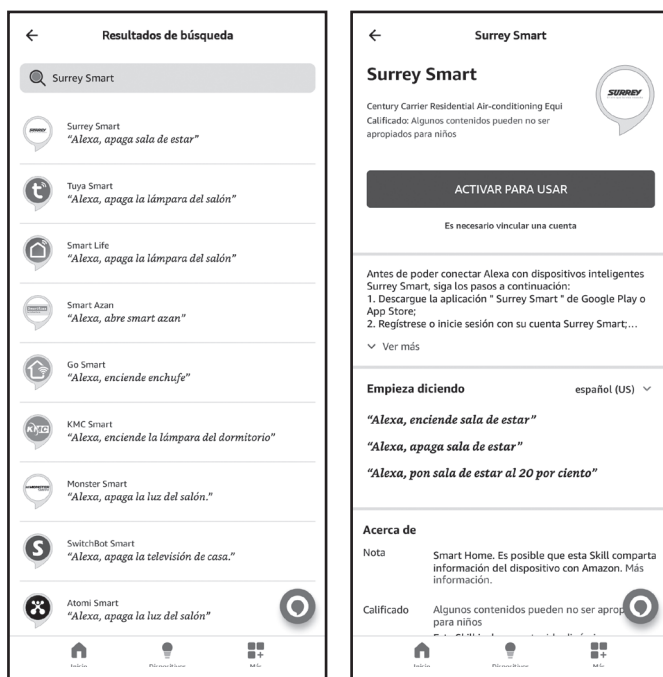 Resultados de búsqueda
Surrey Smart
SURREY
Surrey Smart
"Alexa, apaga sala de estar"
Tuya Smart
"Alexa, apaga la lámpara del salón"
Smart Life
"Alexa, apaga la lámpara del salón"
Smart Azan
"Alexa, abre smart azan"
Go Smart
"Alexa, enciende enchufe"
KMC
KMC Smart
"Alexa, enciende la lámpara del dormitorio"
Monster Smart
"Alexa, apaga la luz del salón."
S
SwitchBot Smart
"Alexa, apaga la televisión de casa."
Atomi Smart
"Alexa, apaga la luz del salón"
Inicio
Dispositivos
Más
Surrey Smart
Surrey Smart
SURREY
Century Carrier Residential Air-conditioning Equi
Calificado: Algunos contenidos pueden no ser
apropiados para niños
ACTIVAR PARA USAR
Es necesario vincular una cuenta
Antes de poder conectar Alexa con dispositivos inteligentes
Surrey Smart, siga los pasos a continuación:
1. Descargue la aplicación " Surrey Smart " de Google Play o
App Store;
2. Regístrese o inicie sesión con su cuenta Surrey Smart;...
Ver más
Empieza diciendo
español (US)
"Alexa, enciende sala de estar"
"Alexa, apaga sala de estar"
"Alexa, pon sala de estar al 20 por ciento"
Acerca de
Nota
Smart Home. Es posible que esta Skill comparta
información del dispositivo con Amazon. Más
información.
Calificado
Algunos contenidos pueden no ser aprop
para niños
Inicio
Dispositivos
Más